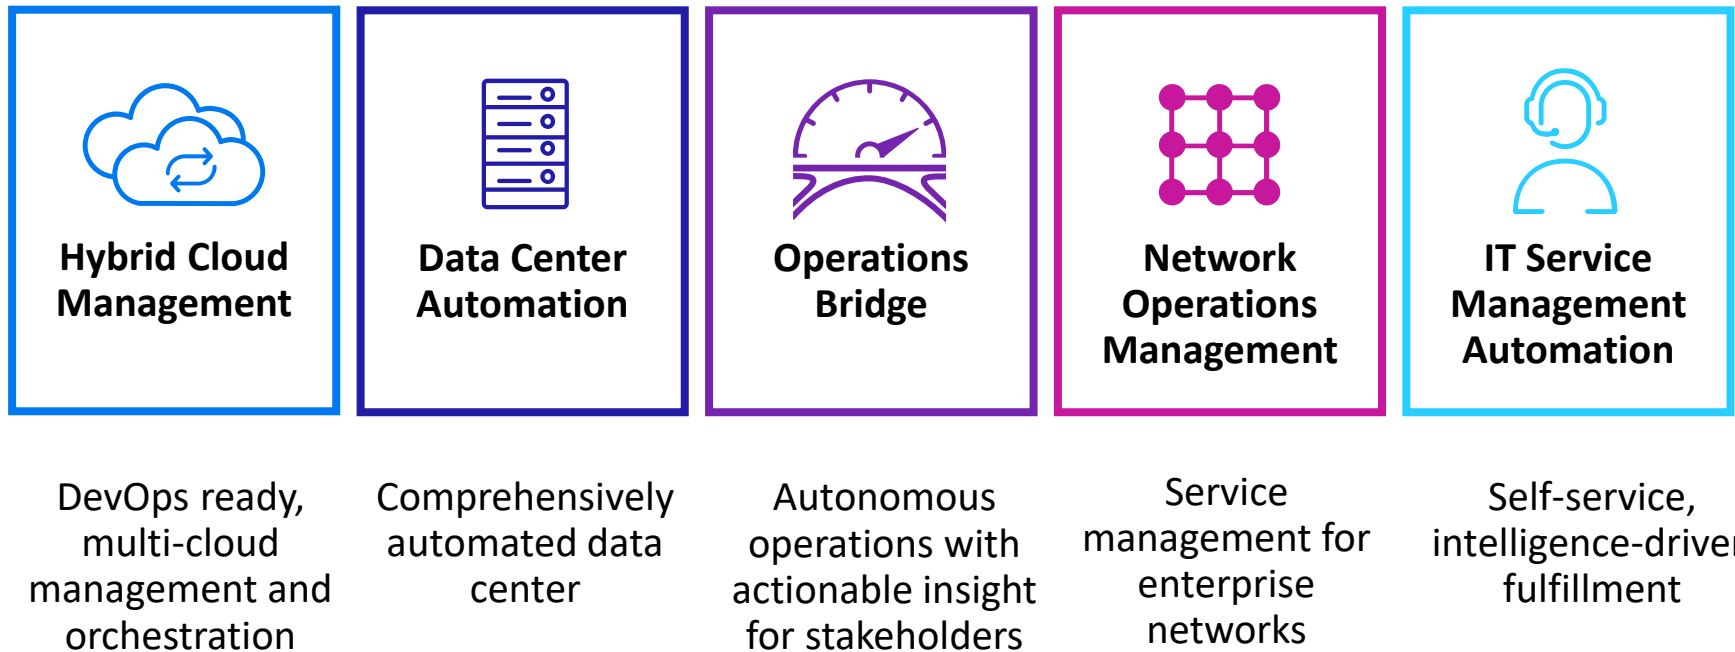 Hybrid Cloud
Management
Data Center
Automation
Operations
Bridge
Network
Operations
Management
IT Service
Management
Automation
DevOps ready,
multi-cloud
management and
orchestration
Comprehensively
automated data
center
Autonomous
operations with
actionable insight
for stakeholders
Service
management for
enterprise
networks
Self-service,
intelligence-driven
fulfillment